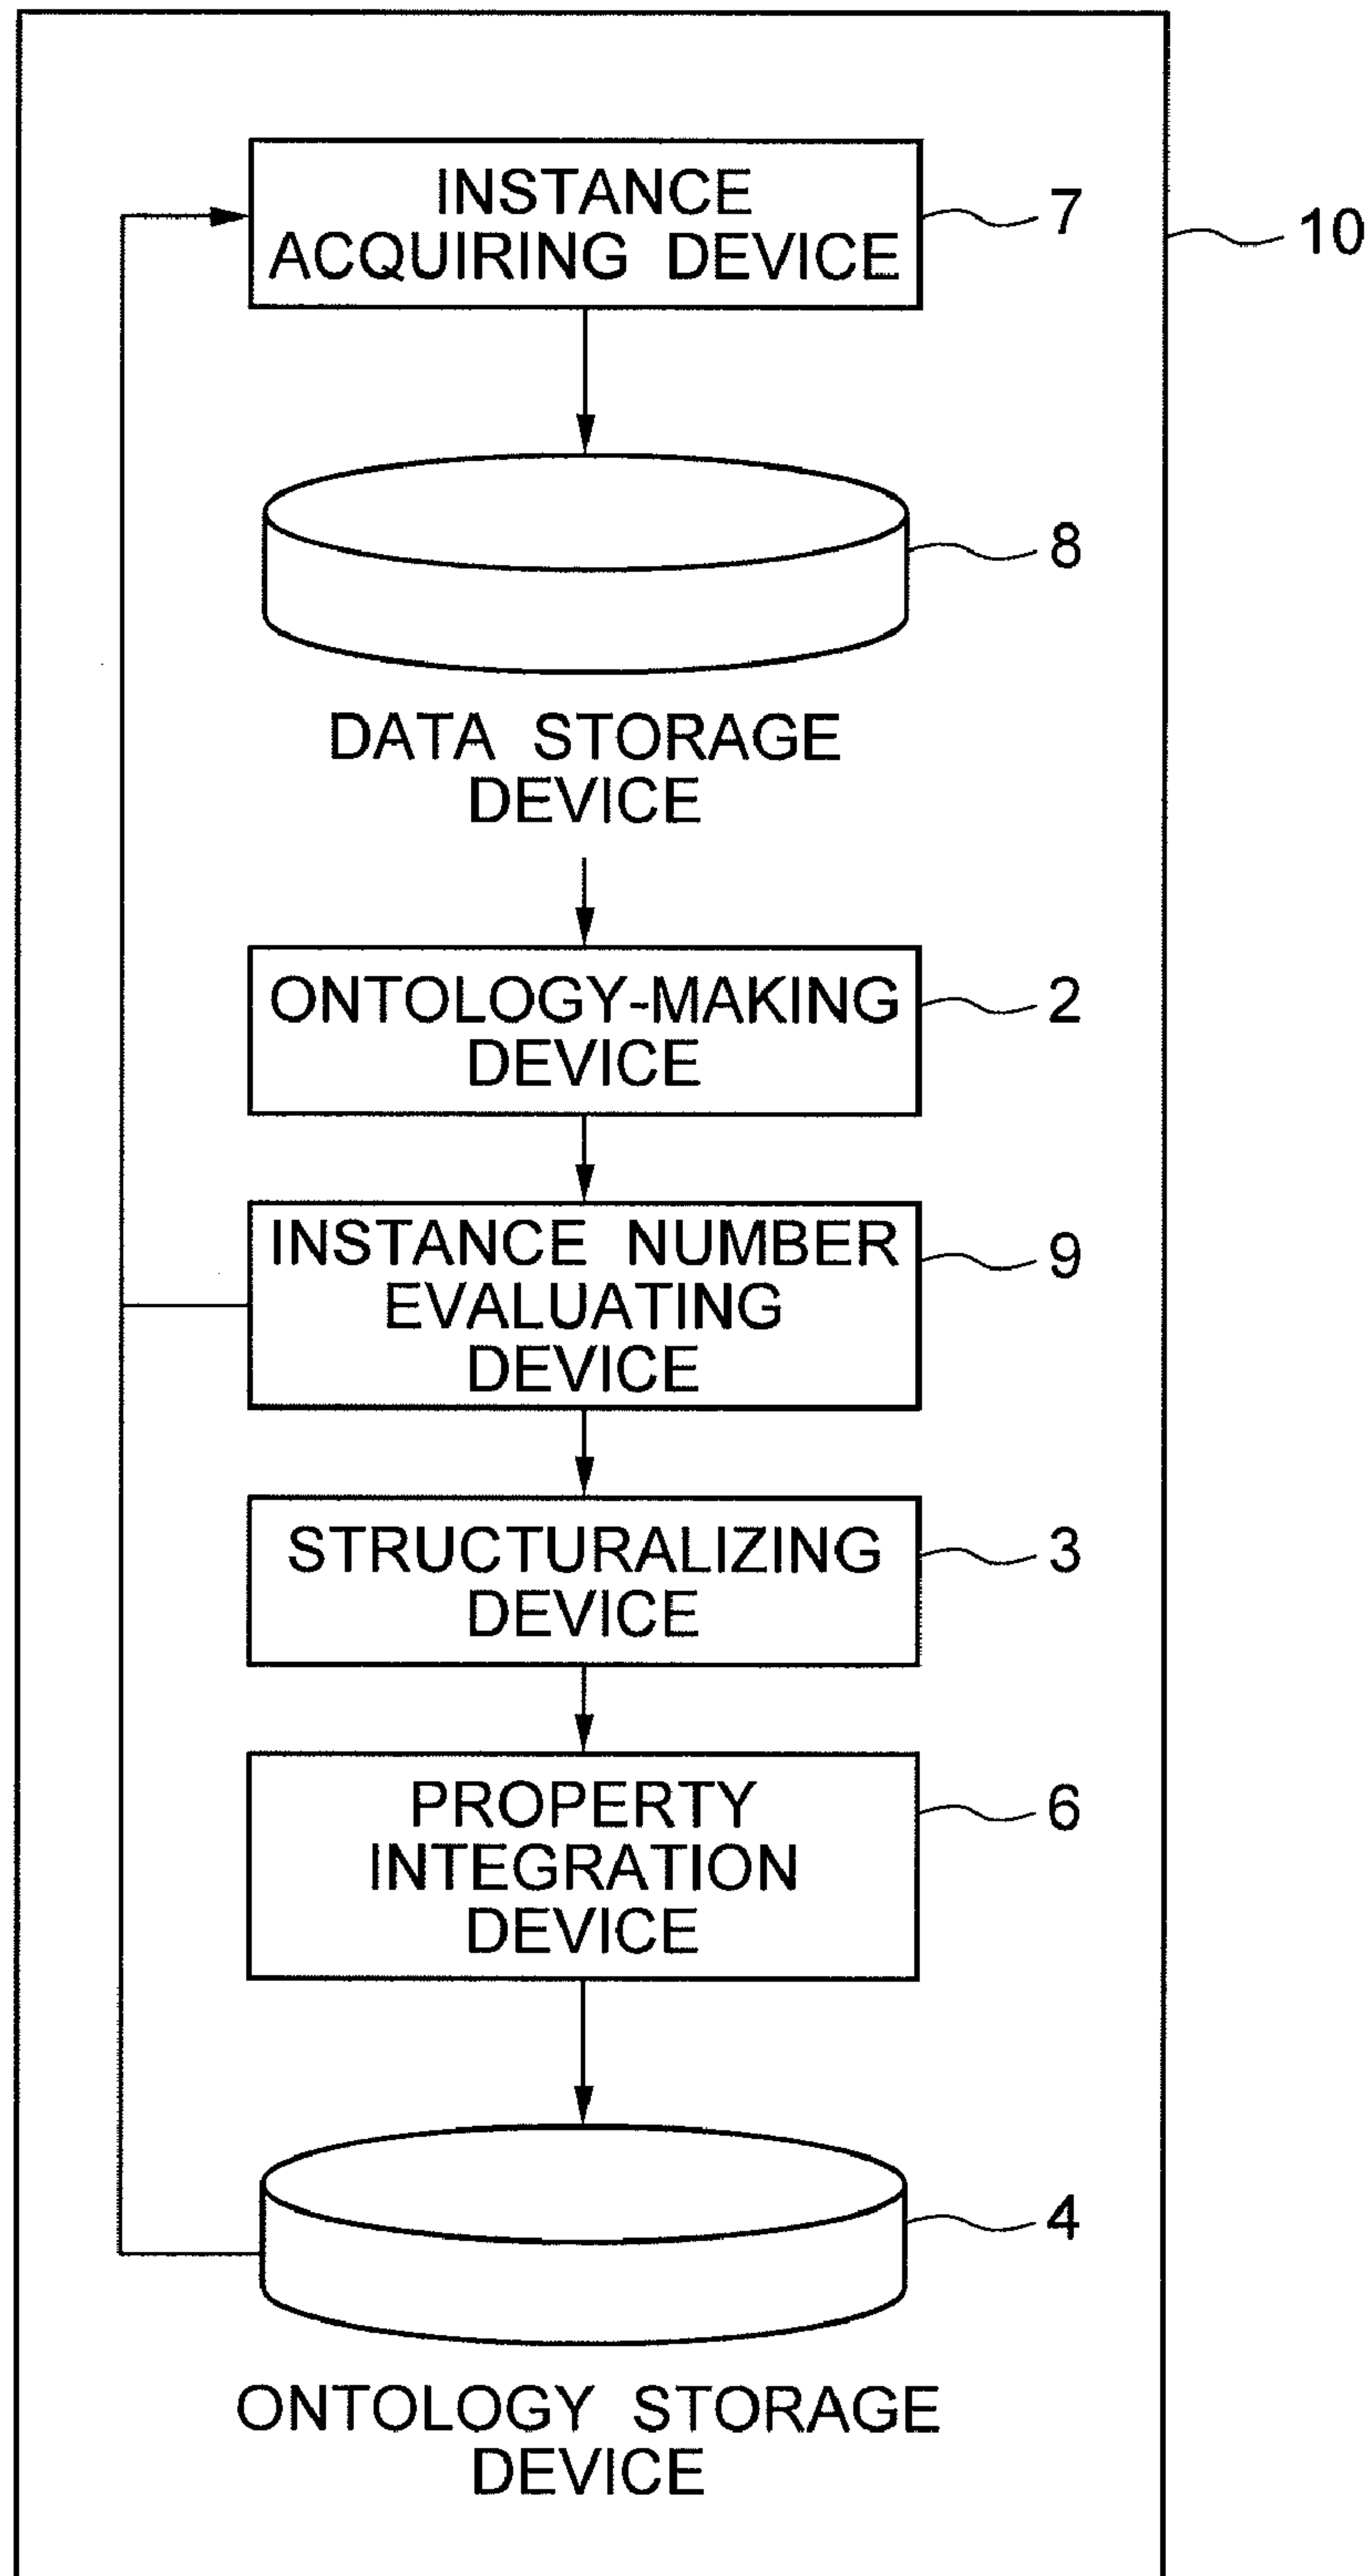 INSTANCE
ACQUIRING DEVICE
7
10
8
DATA STORAGE
DEVICE
ONTOLOGY-MAKING
DEVICE
2
INSTANCE NUMBER
EVALUATING
DEVICE
9
STRUCTURALIZING
DEVICE
3
PROPERTY
INTEGRATION
DEVICE
6
4
ONTOLOGY STORAGE
DEVICE